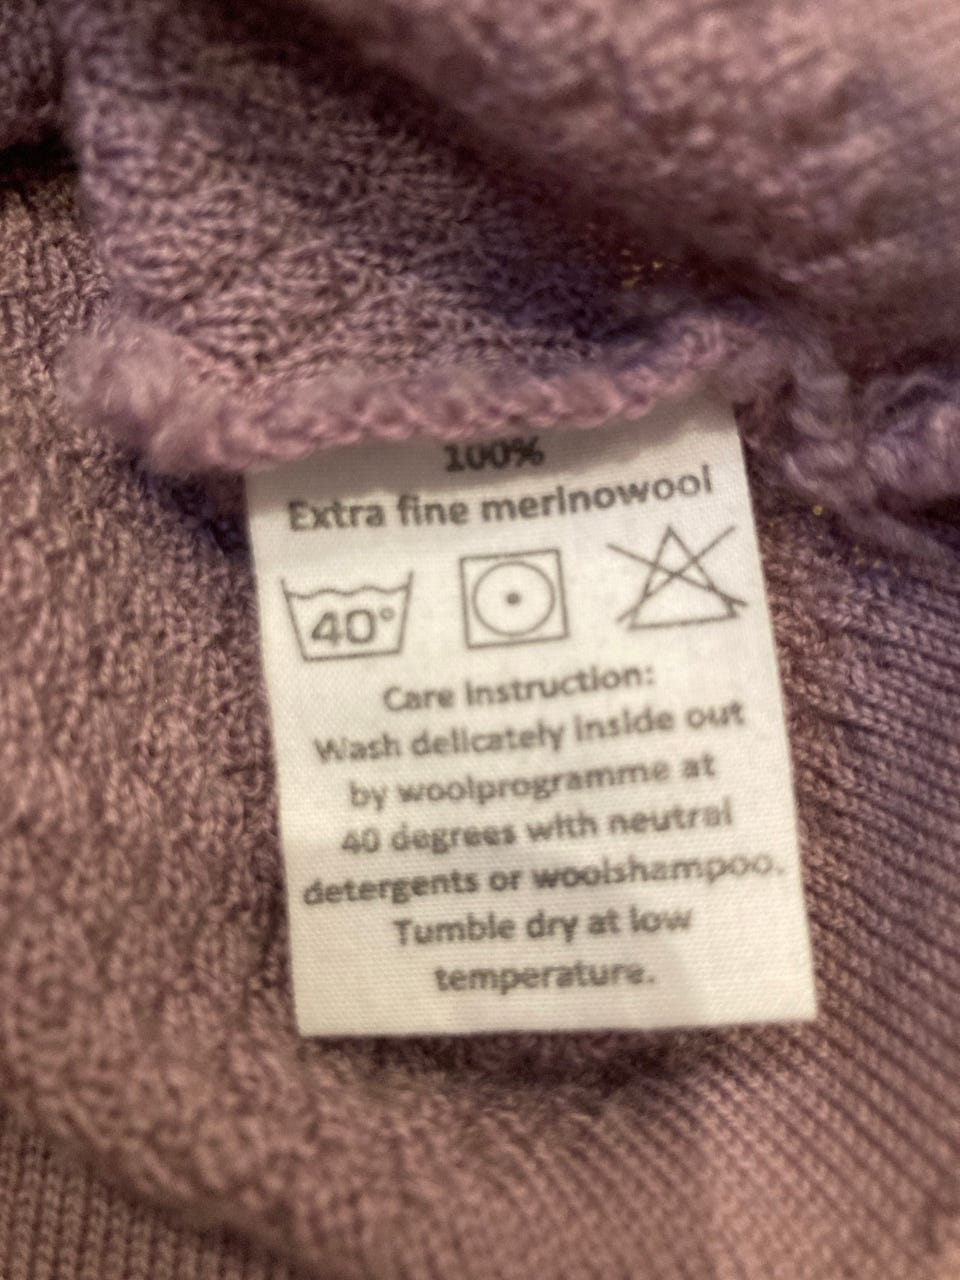 100%
Extra fine merinowool
40°
Care instruction:
Wash delicately inside out
by woolprogramme at
40 degrees with neutral
detergents or woolshampoo.
Tumble dry at low
temperature.